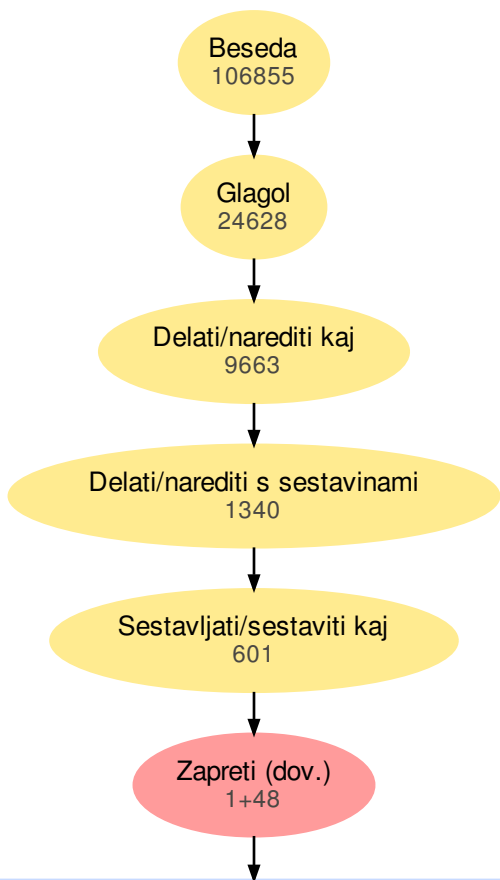 Beseda
106855
Glagol
24628
Delati/narediti kaj
9663
Delati/narediti s sestavinami
1340
Sestavljati/sestaviti kaj
601
Zapreti (dov.)
1+48